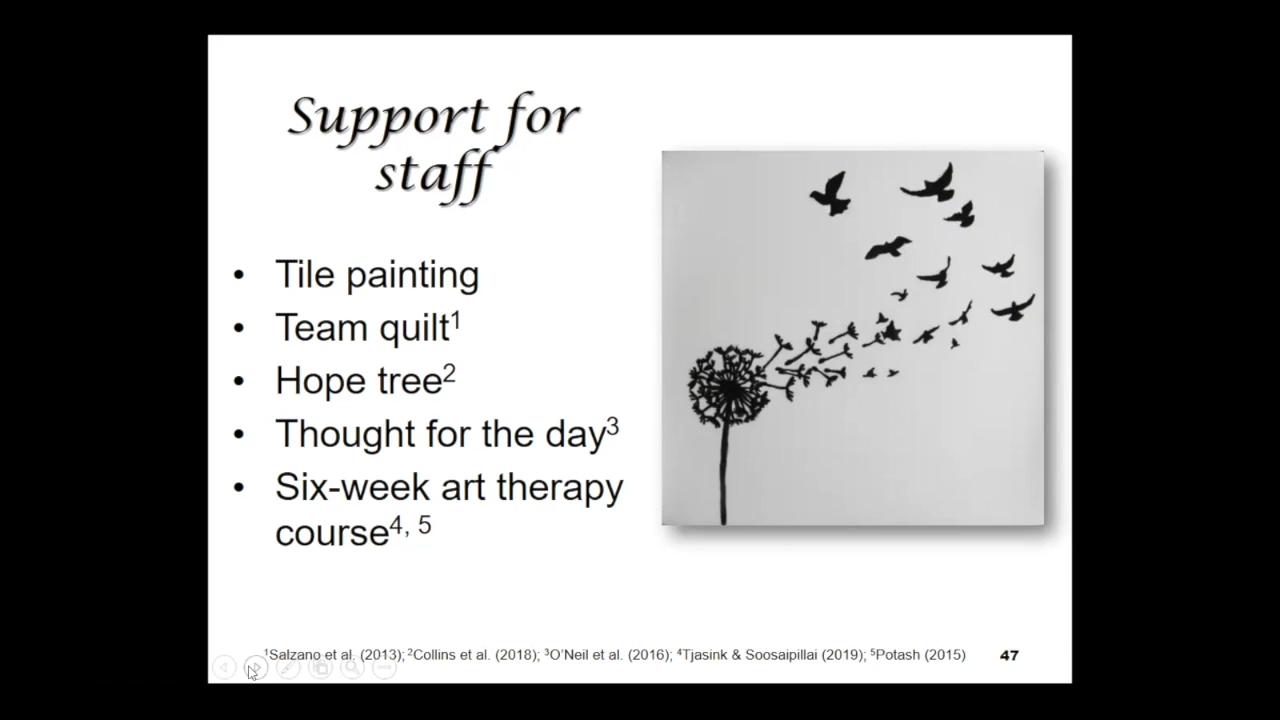 Support for
staff
• Tile painting
• Team quilt¹
• Hope tree²
• Thought for the day³
• Six-week art therapy
course⁴, ⁵
¹Salzano et al. (2013); ²Collins et al. (2018); ³O'Neil et al. (2016); ⁴Tjasink & Soosaipillai (2019); ⁵Potash (2015)
47